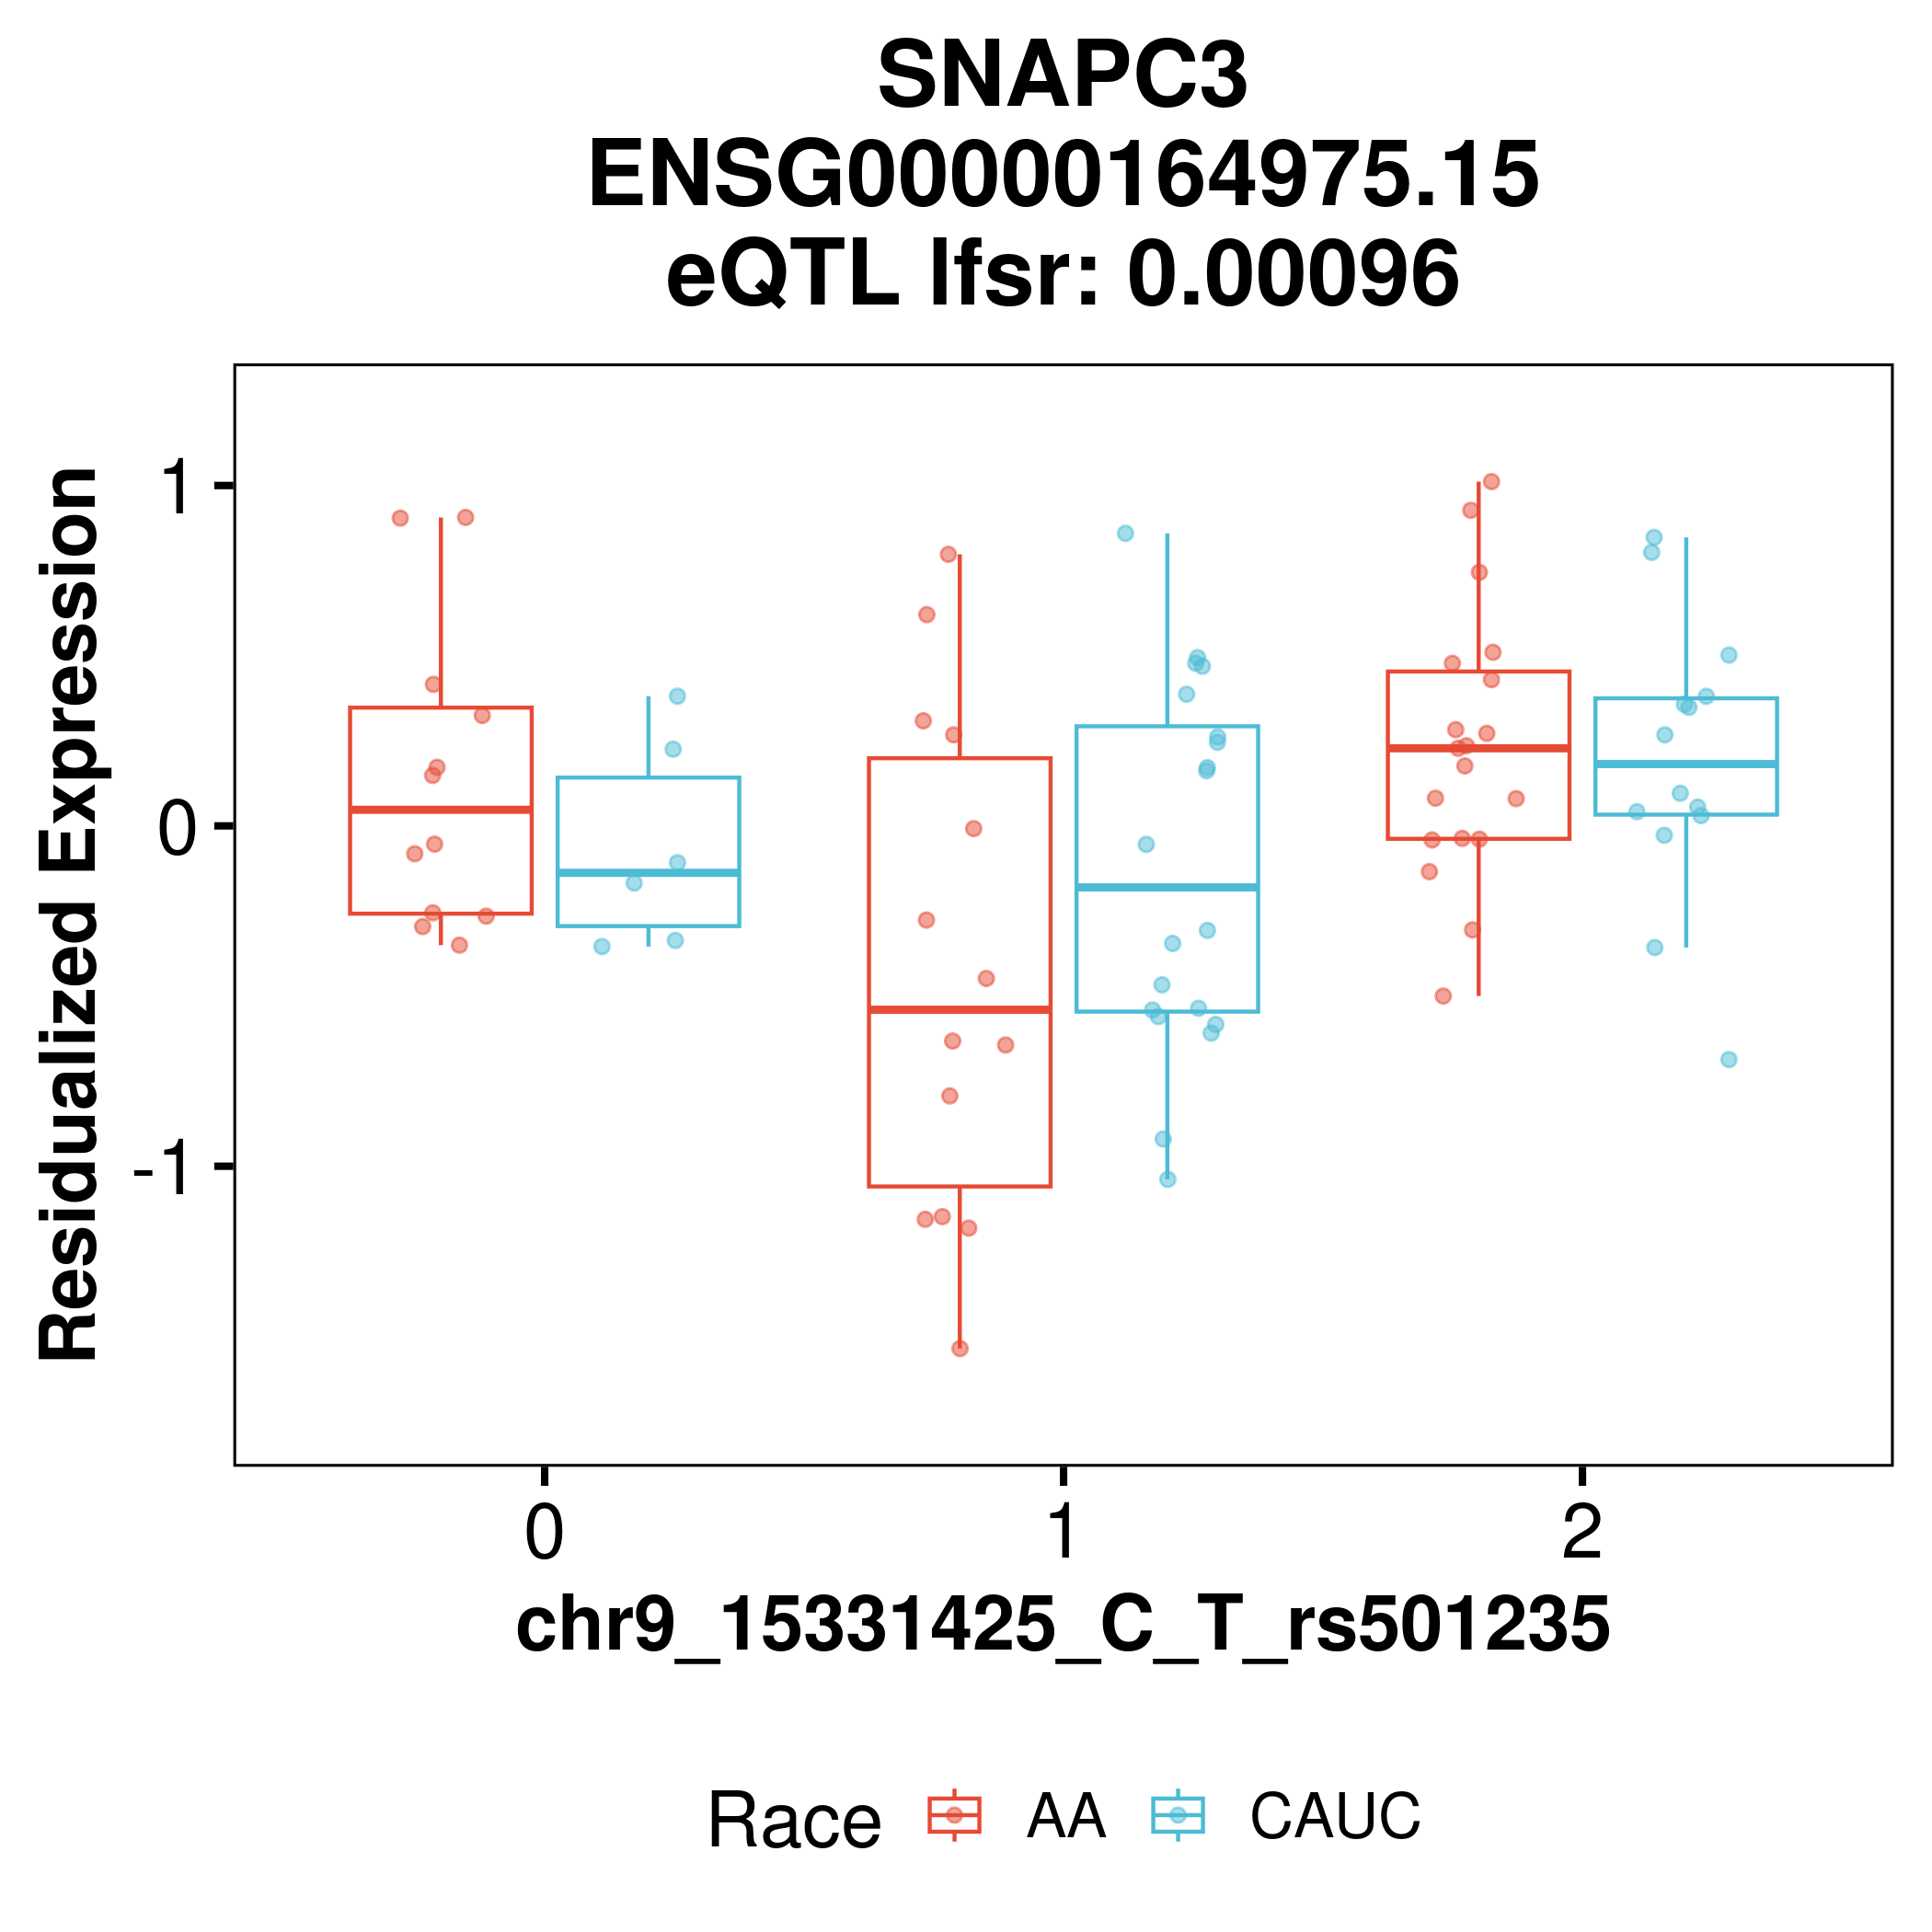 SNAPC3
ENSG00000164975.15
eQTL lfsr: 0.00096
Residualized Expression
1
0
-1
0 1 2
chr9_15331425_C_T_rs501235
Race AA CAUC